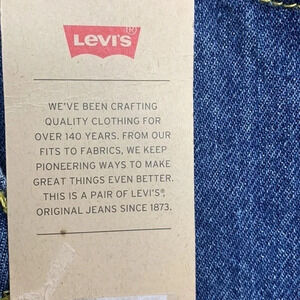 LEVI'S®
WE'VE BEEN CRAFTING
QUALITY CLOTHING FOR
OVER 140 YEARS. FROM OUR
FITS TO FABRICS, WE KEEP
PIONEERING WAYS TO MAKE
GREAT THINGS EVEN BETTER.
THIS IS A PAIR OF LEVI'S®
ORIGINAL JEANS SINCE 1873.